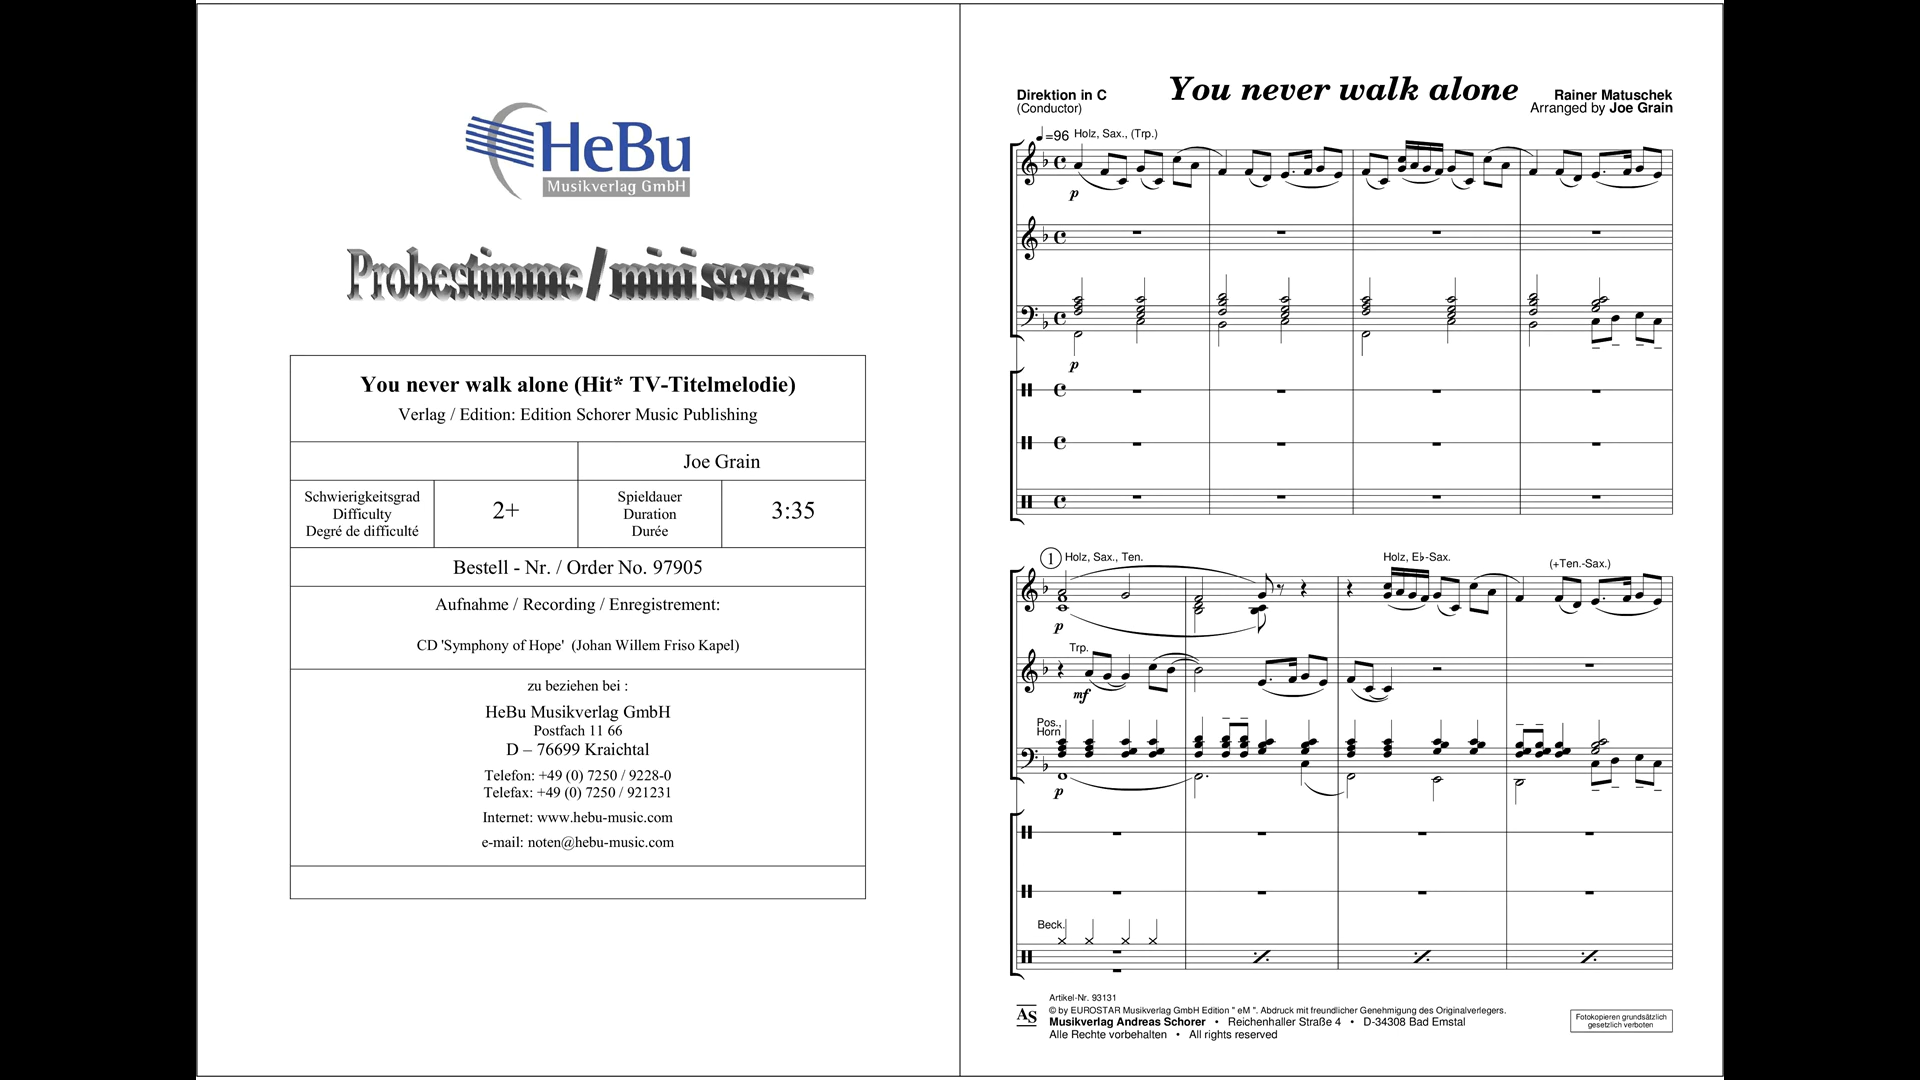 HeBu
Musikverlag GmbH
Probestimme / mini score:
You never walk alone (Hit* TV-Titelmelodie)
Verlag / Edition: Edition Schorer Music Publishing
Joe Grain
Schwierigkeitsgrad
Difficulty
Degré de difficulté
2+
Spieldauer
Duration
Durée
3:35
Bestell - Nr. / Order No. 97905
Aufnahme / Recording / Enregistrement:
CD 'Symphony of Hope'  (Johan Willem Friso Kapel)
zu beziehen bei :
HeBu Musikverlag GmbH
Postfach 11 66
D – 76699 Kraichtal
Telefon: +49 (0) 7250 / 9228-0
Telefax: +49 (0) 7250 / 921231
Internet: www.hebu-music.com
e-mail: noten@hebu-music.com
Direktion in C
(Conductor)
You never walk alone
Rainer Matuschek
Arranged by Joe Grain
♩=96 Holz, Sax., (Trp.)
p
p
1 Holz, Sax., Ten.
Holz, E♭-Sax.
(+Ten.-Sax.)
p
Trp.
mf
Pos.,
Horn
p
Beck.
Artikel-Nr. 93131
AS
© by EUROSTAR Musikverlag GmbH Edition " eM ". Abdruck mit freundlicher Genehmigung des Originalverlegers.
Musikverlag Andreas Schorer • Reichenhaller Straße 4 • D-34308 Bad Emstal
Alle Rechte vorbehalten • All rights reserved
Fotokopieren grundsätzlich
gesetzlich verboten